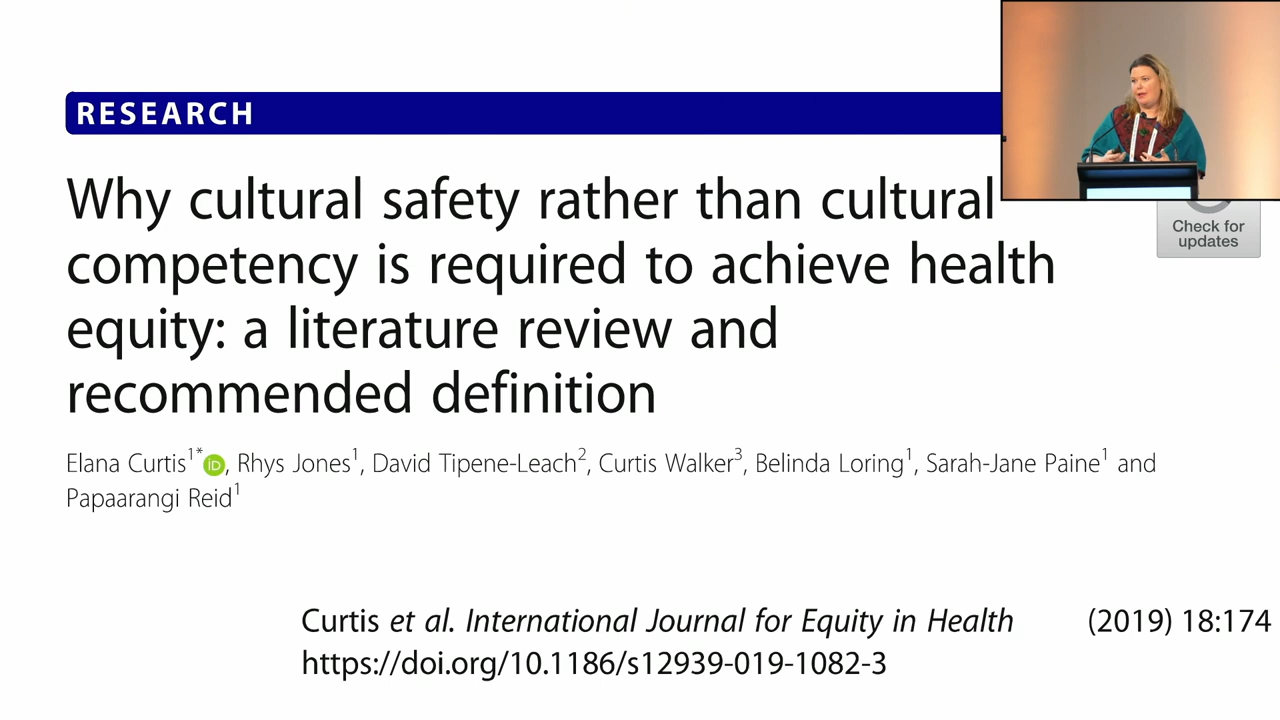 RESEARCH
Why cultural safety rather than cultural
competency is required to achieve health
equity: a literature review and
recommended definition
Check for
updates
Elana Curtis1* iD, Rhys Jones1, David Tipene-Leach2, Curtis Walker3, Belinda Loring1, Sarah-Jane Paine1 and
Papaarangi Reid1
Curtis et al. International Journal for Equity in Health (2019) 18:174
https://doi.org/10.1186/s12939-019-1082-3